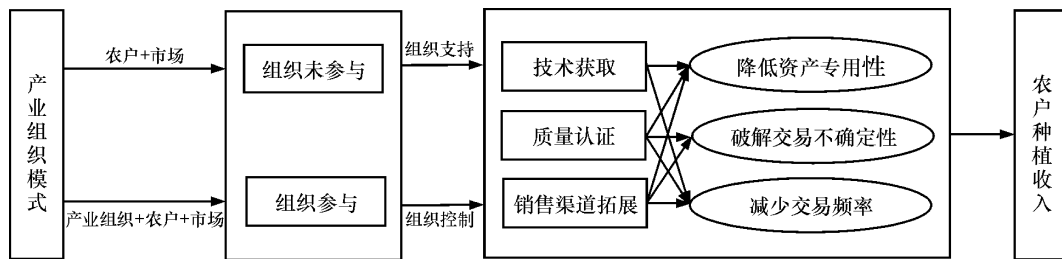 产业组织模式
农户+市场
产业组织+农户+市场
组织未参与
组织参与
组织支持
组织控制
技术获取
质量认证
销售渠道拓展
降低资产专用性
破解交易不确定性
减少交易频率
农户种植收入